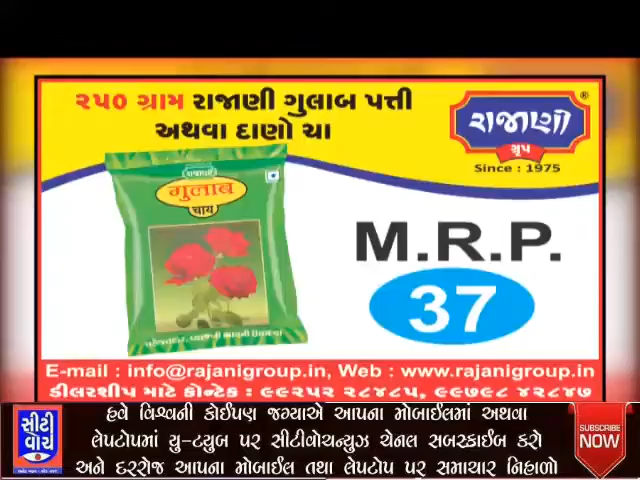 ૨૫૦ ગ્રામ રાજાણી ગુલાબ પત્તી
અથવા દાણો ચા
રાજાણી
®
ગ્રુપ
Since : 1975
गुलाब
चाय
M.R.P.
37
E-mail : info@rajanigroup.in, Web : www.rajanigroup.in
ડીલરશીપ માટે કોન્ટેક : ૯૯૨૫૨ ૨૮૪૮૫, ૯૯૭૯૮ ૪૨૮૪૭
સીટી
વોચ
હવે વિશ્વની કોઈપણ જગ્યાએ આપના મોબાઈલમાં અથવા
લેપટોપમાં યુ-ટયુબ પર સીટીવોચન્યુઝ ચેનલ સબસ્ક્રાઈબ કરો
અને દરરોજ આપના મોબાઈલ તથા લેપટોપ પર સમાચાર નિહાળો
SUBSCRIBE
NOW